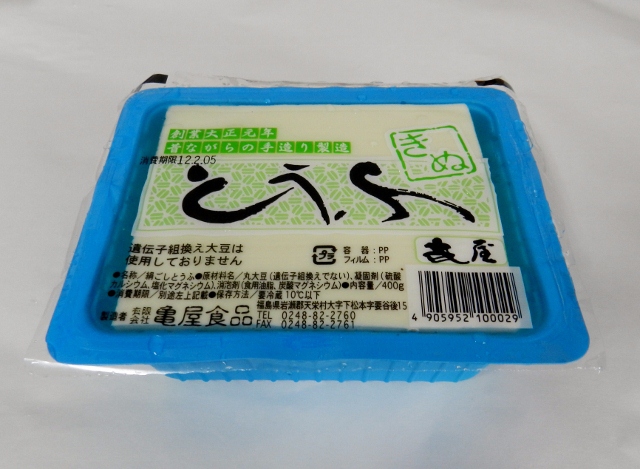 創業大正元年
昔ながらの手造り製造
消費期限12.2.05
きぬ
とうふ
遺伝子組換え大豆は
使用しておりません
プラ
容器:PP
フィルム:PP
亀屋
●名称/絹ごしとうふ●原材料名/丸大豆(遺伝子組換えでない)、凝固剤(硫酸
カルシウム、塩化マグネシウム)、消泡剤(食用油脂、炭酸マグネシウム)●内容量/400g
●消費期限/別途左上記載●保存方法/要冷蔵10℃以下
福島県岩瀬郡天栄村大字下松本字要谷後15
製造者 有限会社 亀屋食品
TEL 0248-82-2760
FAX 0248-82-2761
4 905952 100029